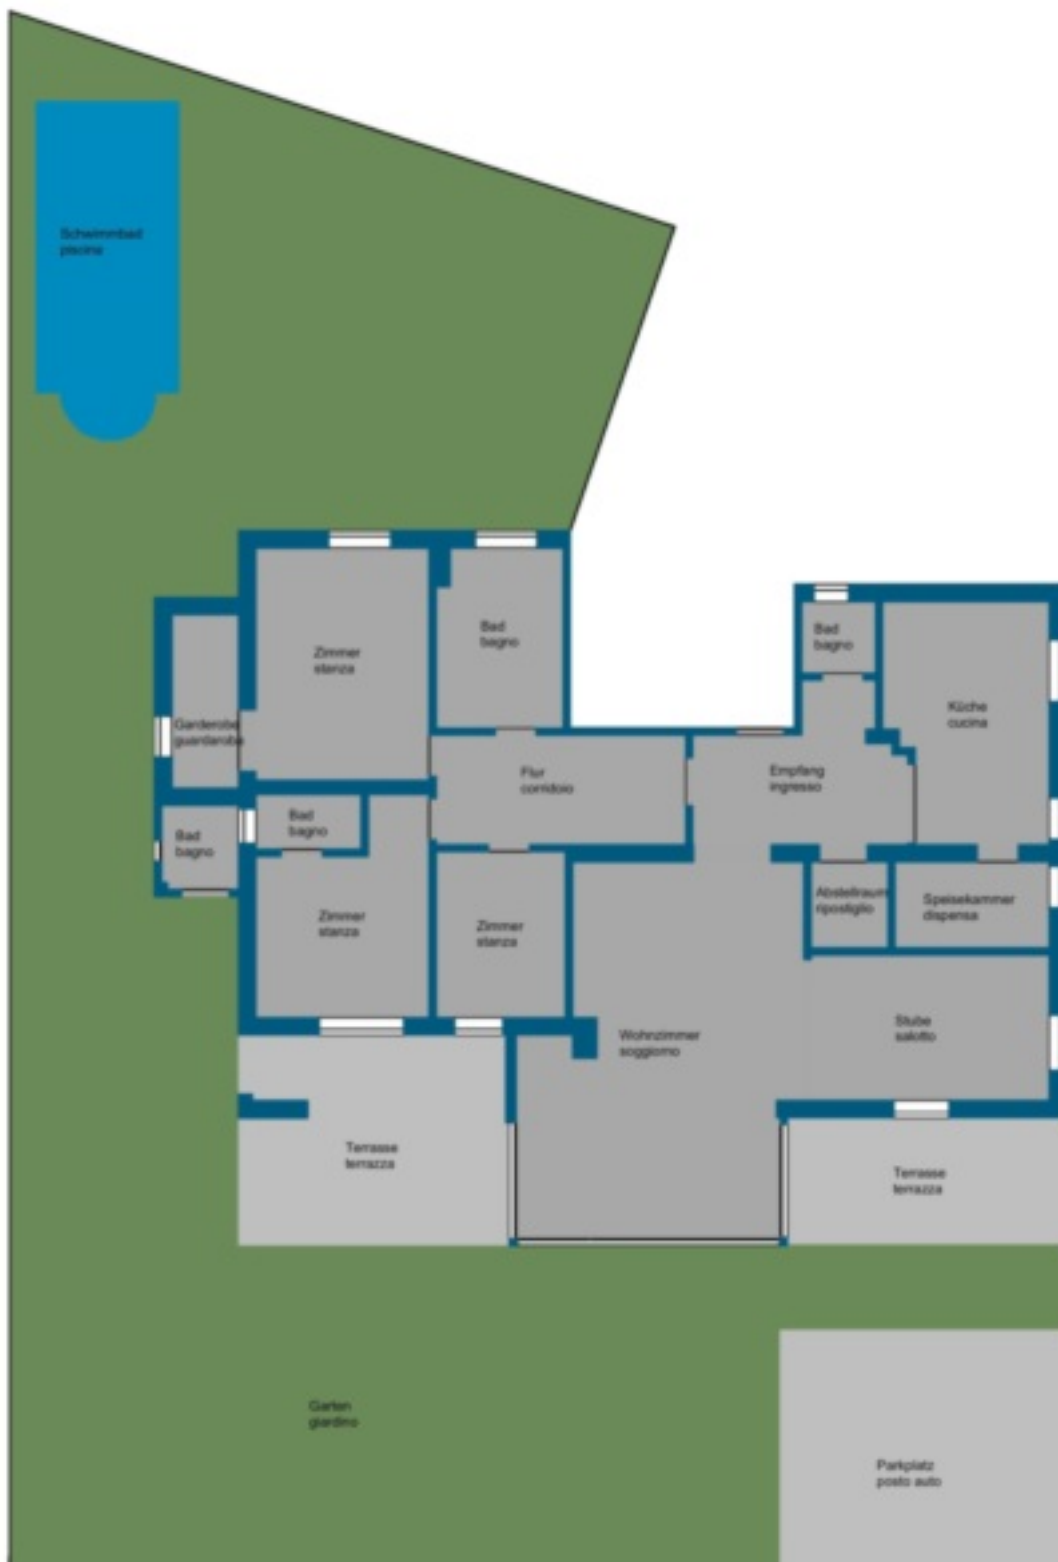 Schwimmbad
piscina
Zimmer
stanza
Bad
bagno
Bad
bagno
Garderobe
guardaroba
Küche
cucina
Flur
corridoio
Empfang
ingresso
Bad
bagno
Bad
bagno
Zimmer
stanza
Zimmer
stanza
Abstellraum
ripostiglio
Speisekammer
dispensa
Wohnzimmer
soggiorno
Stube
salotto
Terrasse
terrazza
Terrasse
terrazza
Garten
giardino
Parkplatz
posto auto